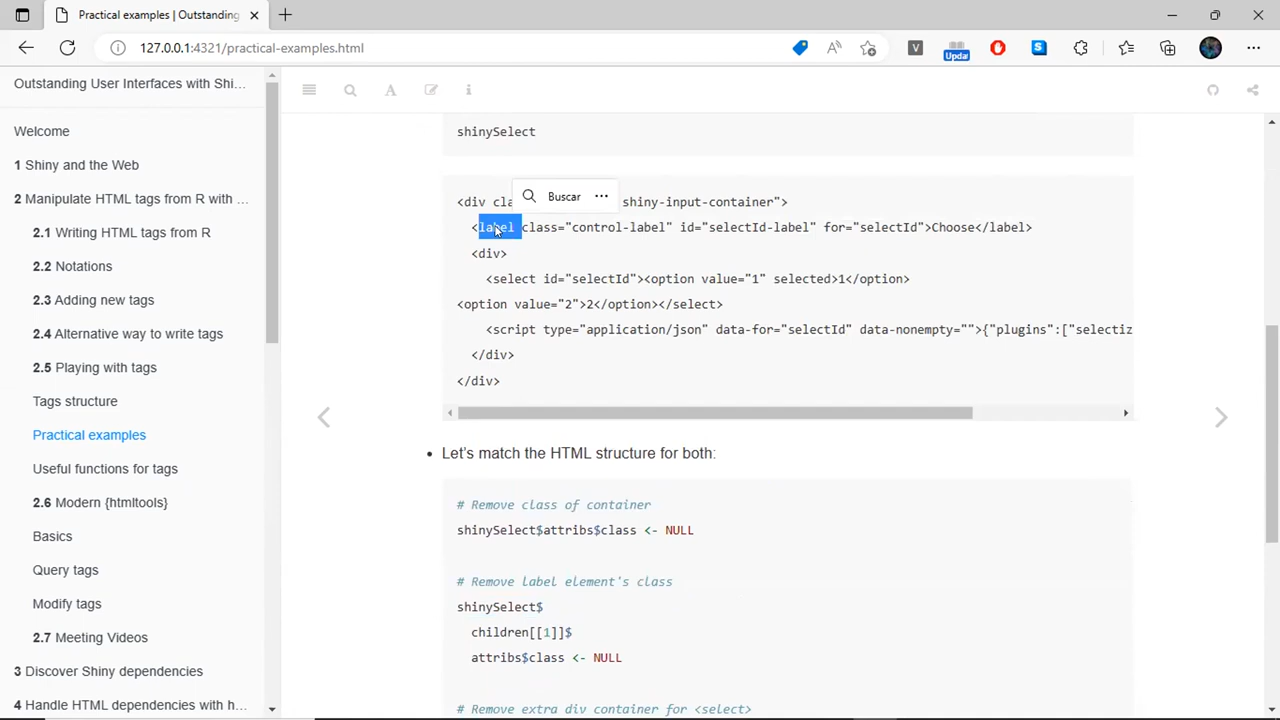 Practical examples | Outstanding
127.0.0.1:4321/practical-examples.html
V
Updat
S
Outstanding User Interfaces with Shi...
Welcome
1 Shiny and the Web
2 Manipulate HTML tags from R with ...
2.1 Writing HTML tags from R
2.2 Notations
2.3 Adding new tags
2.4 Alternative way to write tags
2.5 Playing with tags
Tags structure
Practical examples
Useful functions for tags
2.6 Modern {htmltools}
Basics
Query tags
Modify tags
2.7 Meeting Videos
3 Discover Shiny dependencies
4 Handle HTML dependencies with h...
A
i
shinySelect
Buscar ...
<div cla shiny-input-container">
<label class="control-label" id="selectId-label" for="selectId">Choose</label>
<div>
<select id="selectId"><option value="1" selected>1</option>
<option value="2">2</option></select>
<script type="application/json" data-for="selectId" data-nonempty="">{"plugins":["selectiz
</div>
</div>
• Let's match the HTML structure for both:
# Remove class of container
shinySelect$attribs$class <- NULL
# Remove label element's class
shinySelect$
children[[1]]$
attribs$class <- NULL
# Remove extra div container for <select>